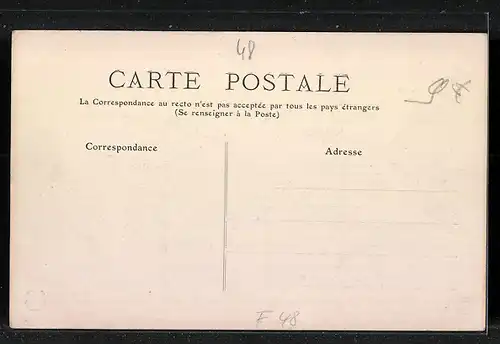 48
CARTE POSTALE
La Correspondance au recto n'est pas acceptée par tous les pays étrangers
(Se renseigner à la Poste)
Correspondance
Adresse
F 48